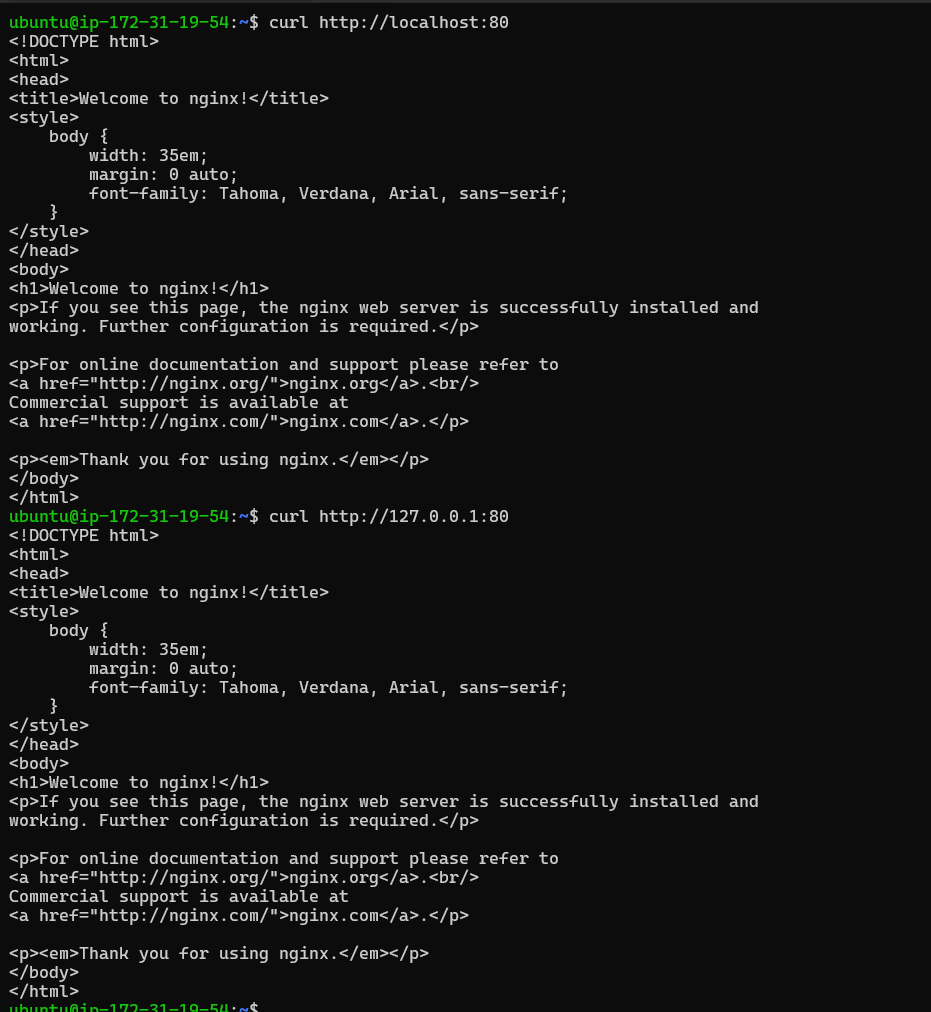 ubuntu@ip-172-31-19-54:~$ curl http://localhost:80
<!DOCTYPE html>
<html>
<head>
<title>Welcome to nginx!</title>
<style>
    body {
        width: 35em;
        margin: 0 auto;
        font-family: Tahoma, Verdana, Arial, sans-serif;
    }
</style>
</head>
<body>
<h1>Welcome to nginx!</h1>
<p>If you see this page, the nginx web server is successfully installed and
working. Further configuration is required.</p>

<p>For online documentation and support please refer to
<a href="http://nginx.org/">nginx.org</a>.<br/>
Commercial support is available at
<a href="http://nginx.com/">nginx.com</a>.</p>

<p><em>Thank you for using nginx.</em></p>
</body>
</html>
ubuntu@ip-172-31-19-54:~$ curl http://127.0.0.1:80
<!DOCTYPE html>
<html>
<head>
<title>Welcome to nginx!</title>
<style>
    body {
        width: 35em;
        margin: 0 auto;
        font-family: Tahoma, Verdana, Arial, sans-serif;
    }
</style>
</head>
<body>
<h1>Welcome to nginx!</h1>
<p>If you see this page, the nginx web server is successfully installed and
working. Further configuration is required.</p>

<p>For online documentation and support please refer to
<a href="http://nginx.org/">nginx.org</a>.<br/>
Commercial support is available at
<a href="http://nginx.com/">nginx.com</a>.</p>

<p><em>Thank you for using nginx.</em></p>
</body>
</html>
ubuntu@ip-172-31-19-54:~$